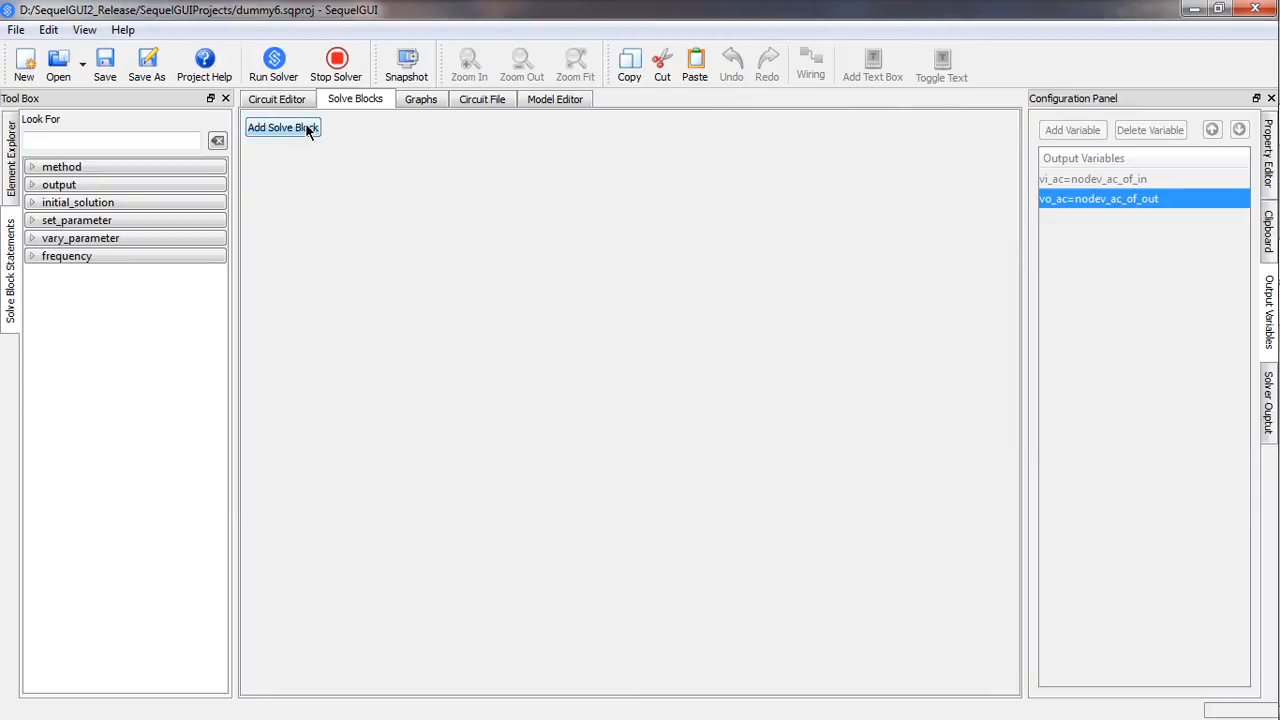 D:/SequelGUI2_Release/SequelGUIProjects/dummy6.sqproj - SequelGUI
File Edit View Help
New Open Save Save As Project Help Run Solver Stop Solver Snapshot Zoom In Zoom Out Zoom Fit Copy Cut Paste Undo Redo Wiring Add Text Box Toggle Text
Tool Box
Circuit Editor Solve Blocks Graphs Circuit File Model Editor
Configuration Panel
Look For
Add Solve Block
Add Variable Delete Variable
Output Variables
vi_ac=nodev_ac_of_in
vo_ac=nodev_ac_of_out
method
output
initial_solution
set_parameter
vary_parameter
frequency
Element Explorer
Solve Block Statements
Property Editor
Clipboard
Output Variables
Solver Ouptut